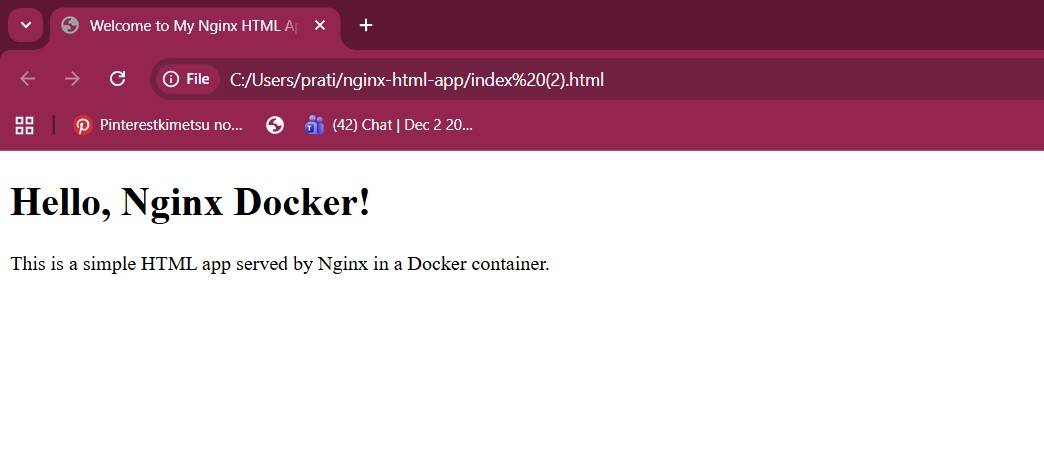 Welcome to My Nginx HTML Ap
File C:/Users/prati/nginx-html-app/index%20(2).html
Pinterestkimetsu no... (42) Chat | Dec 2 20...
Hello, Nginx Docker!
This is a simple HTML app served by Nginx in a Docker container.